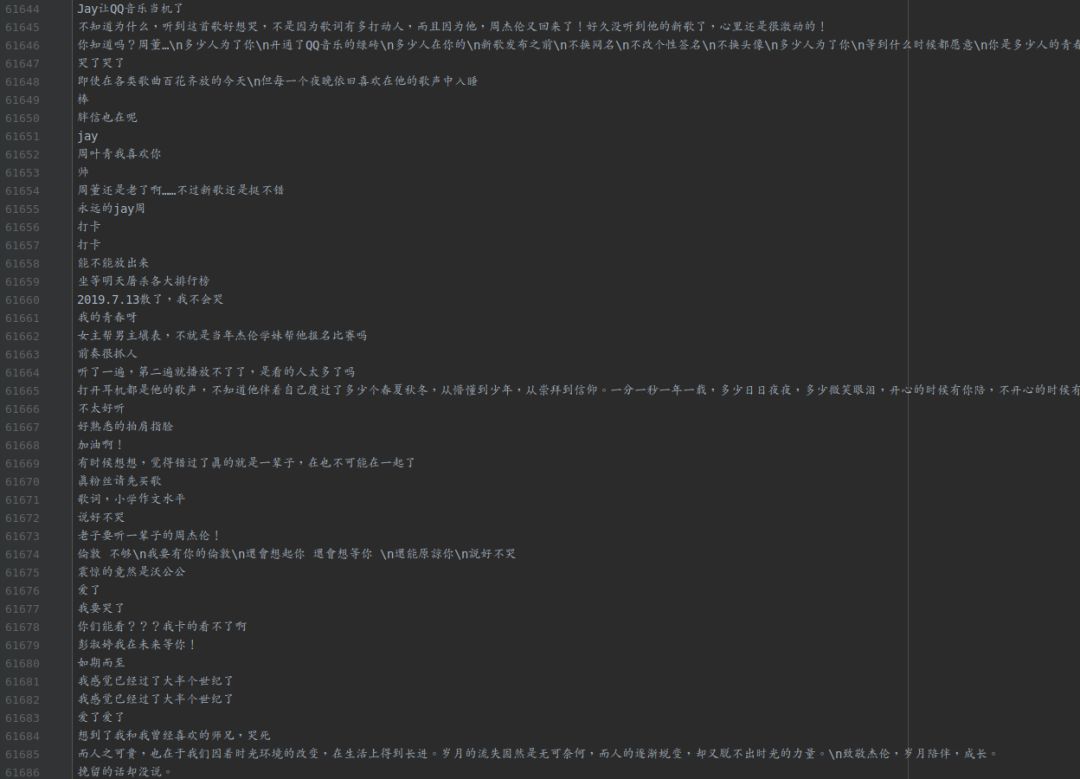 61644 Jay让QQ音乐当机了
61645 不知道为什么，听到这首歌好想哭，不是因为歌词有多打动人，而且因为他，周杰伦又回来了！好久没听到他的新歌了，心里还是很激动的！
61646 你知道吗？周董…\n多少人为了你\n开通了QQ音乐的绿砖\n多少人在你的\n新歌发布之前\n不换网名\n不改个性签名\n不换头像\n多少人为了你\n等到什么时候都愿意\n你是多少人的青春
61647 哭了哭了
61648 即使在各类歌曲百花齐放的今天\n但每一个夜晚依旧喜欢在他的歌声中入睡
61649 棒
61650 胖信也在呢
61651 jay
61652 周叶青我喜欢你
61653 帅
61654 周董还是老了啊……不过新歌还是挺不错
61655 永远的jay周
61656 打卡
61657 打卡
61658 能不能放出来
61659 坐等明天屠杀各大排行榜
61660 2019.7.13散了，我不会哭
61661 我的青春呀
61662 女主帮男主填表，不就是当年杰伦学妹帮他报名比赛吗
61663 前奏很抓人
61664 听了一遍，第二遍就播放不了了，是看的人太多了吗
61665 打开耳机都是他的歌声，不知道他伴着自己度过了多少个春夏秋冬，从懵懂到少年，从崇拜到信仰。一分一秒一年一载，多少日日夜夜，多少微笑眼泪，开心的时候有你陪，不开心的时候有
61666 不太好听
61667 好熟悉的拍肩指脸
61668 加油啊！
61669 有时候想想，觉得错过了真的就是一辈子，在也不可能在一起了
61670 真粉丝请先买歌
61671 歌词，小学作文水平
61672 说好不哭
61673 老子要听一辈子的周杰伦！
61674 倫敦 不够\n我要有你的倫敦\n還會想起你 還會想等你 \n還能原諒你\n說好不哭
61675 震惊的竟然是沃公公
61676 爱了
61677 我要哭了
61678 你们能看？？？我卡的看不了啊
61679 彭淑婷我在未来等你！
61680 如期而至
61681 我感觉已经过了大半个世纪了
61682 我感觉已经过了大半个世纪了
61683 爱了爱了
61684 想到了我和我曾经喜欢的师兄，哭死
61685 而人之可贵，也在于我们因着时光环境的改变，在生活上得到长进。岁月的流失固然是无可奈何，而人的逐渐蜕变，却又脱不出时光的力量。\n致敬杰伦，岁月陪伴，成长。
61686 挽留的话却没说。